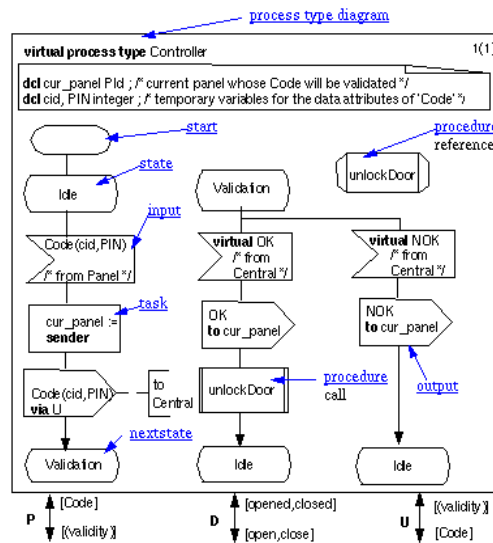 process type diagram
virtual process type Controller
1(1)
dcl cur_panel PId ; /* current panel whose Code will be validated */
dcl cid, PIN integer ; /* temporary variables for the data attributes of 'Code' */
start
procedure
reference
state
Idle
Validation
unlockDoor
input
Code(cid,PIN)
/* from Panel */
virtual OK
/* from
Central */
virtual NOK
/* from
Central */
task
cur_panel :=
sender
OK
to cur_panel
NOK
to cur_panel
Code(cid,PIN)
via U
to
Central
unlockDoor
procedure
call
output
nextstate
Validation
Idle
Idle
P
[Code]
[(validity)]
D
[opened,closed]
[open,close]
U
[(validity)]
[Code]